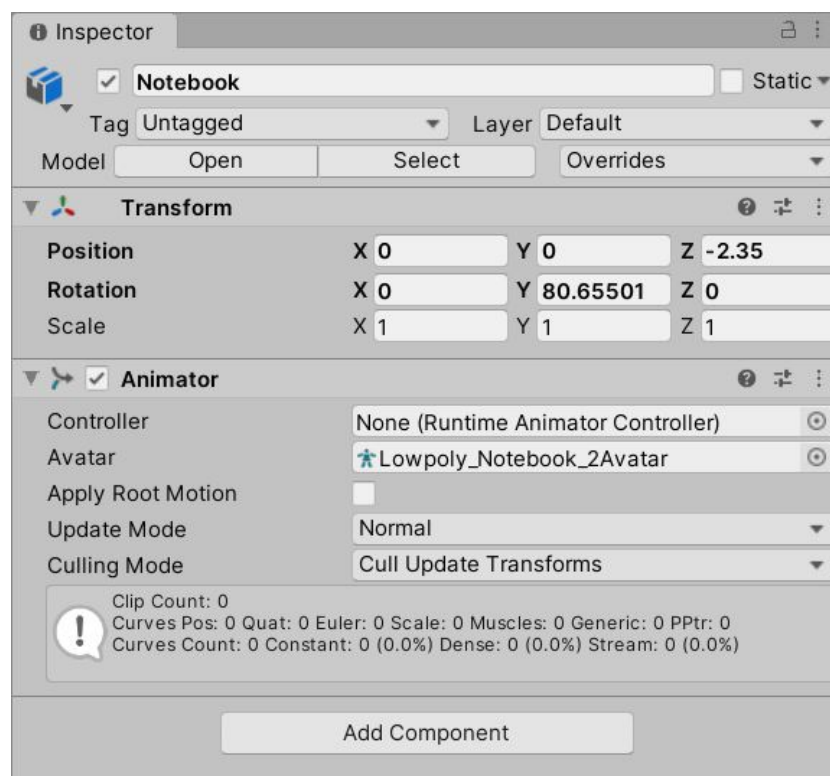 Inspector
Notebook Static
Tag Untagged Layer Default
Model Open Select Overrides
Transform
Position X 0 Y 0 Z -2.35
Rotation X 0 Y 80.65501 Z 0
Scale X 1 Y 1 Z 1
Animator
Controller None (Runtime Animator Controller)
Avatar Lowpoly_Notebook_2Avatar
Apply Root Motion
Update Mode Normal
Culling Mode Cull Update Transforms
Clip Count: 0
Curves Pos: 0 Quat: 0 Euler: 0 Scale: 0 Muscles: 0 Generic: 0 PPtr: 0
Curves Count: 0 Constant: 0 (0.0%) Dense: 0 (0.0%) Stream: 0 (0.0%)
Add Component